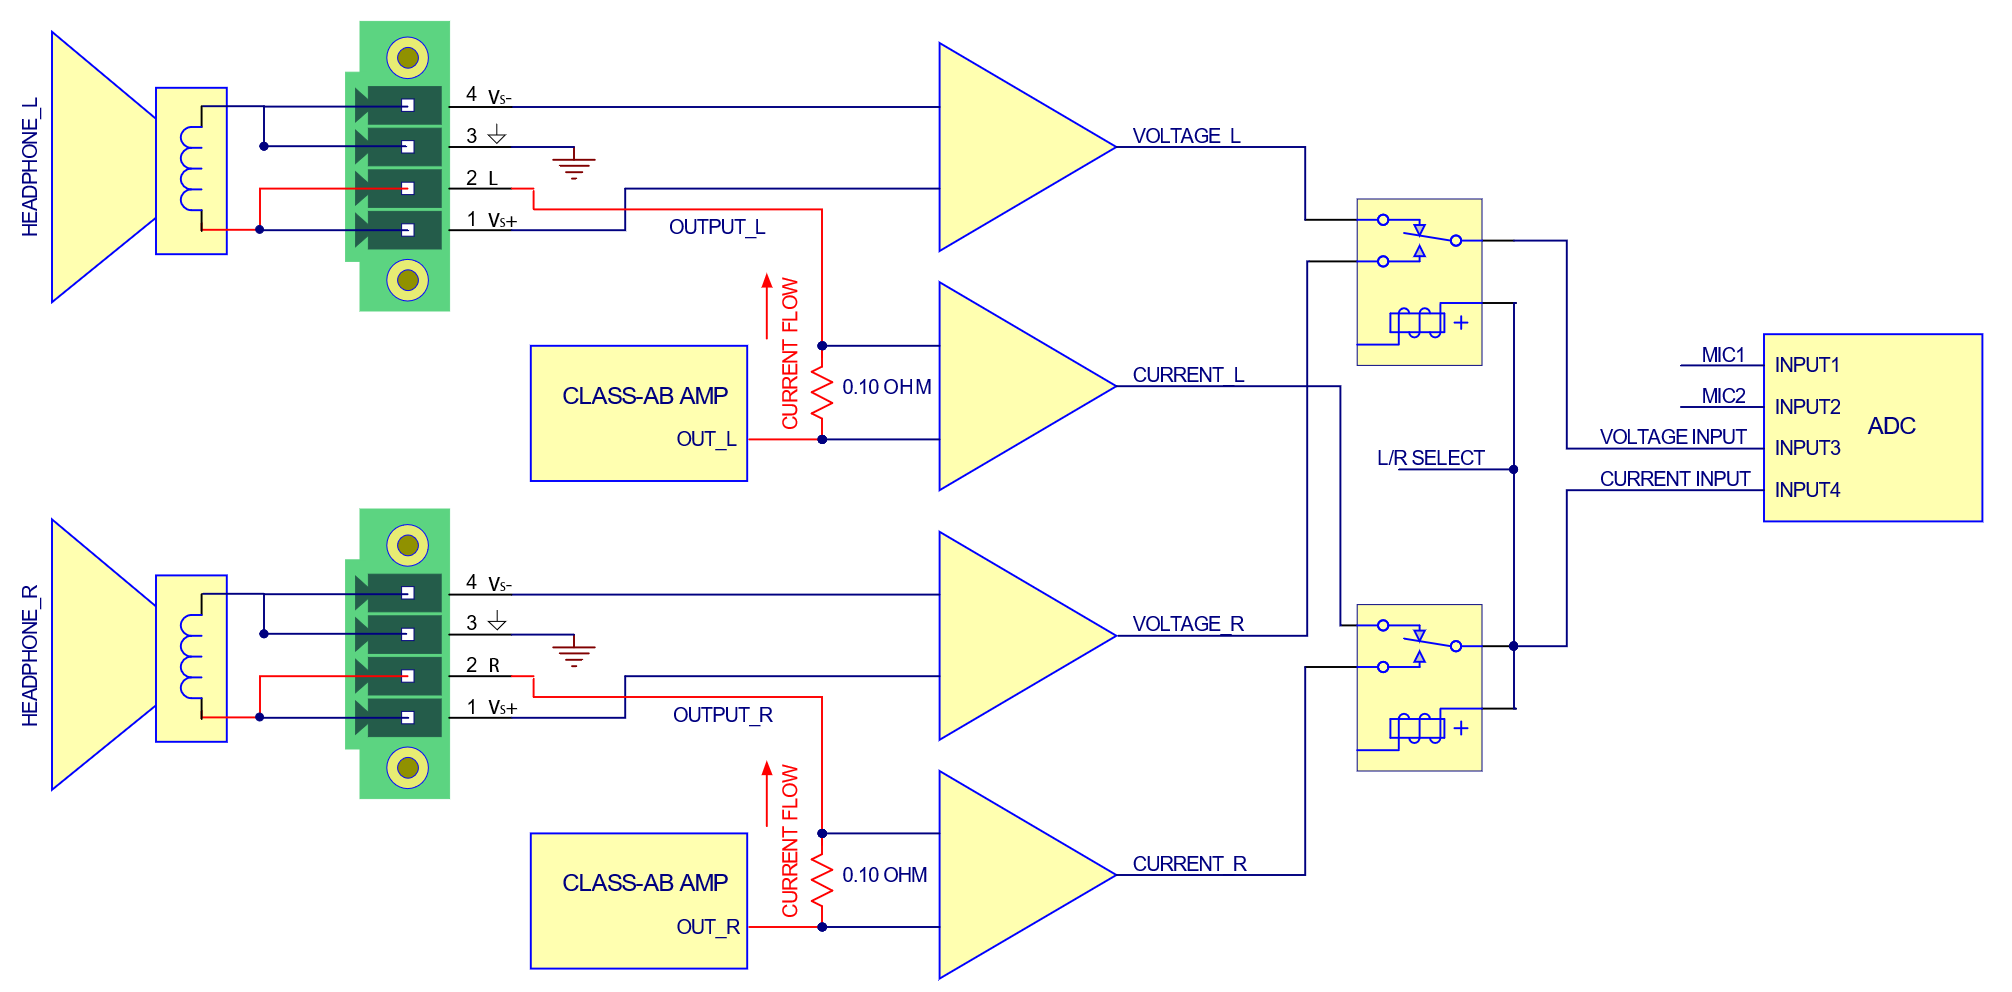 HEADPHONE_L
4 Vs-
3
2 L
1 Vs+
OUTPUT_L
CURRENT FLOW
0.10 OHM
CLASS-AB AMP
OUT_L
VOLTAGE_L
CURRENT_L
L/R SELECT
MIC1
MIC2
VOLTAGE INPUT
CURRENT INPUT
INPUT1
INPUT2
INPUT3
INPUT4
ADC
+
HEADPHONE_R
4 Vs-
3
2 R
1 Vs+
OUTPUT_R
CURRENT FLOW
0.10 OHM
CLASS-AB AMP
OUT_R
VOLTAGE_R
CURRENT_R
+